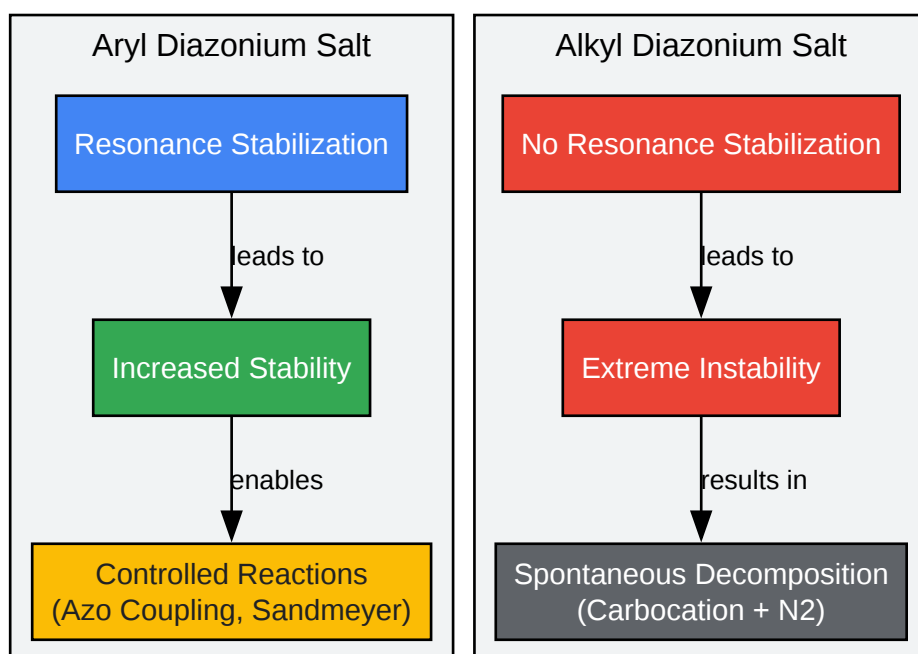 Aryl Diazonium Salt
Resonance Stabilization
leads to
Increased Stability
enables
Controlled Reactions
(Azo Coupling, Sandmeyer)
Alkyl Diazonium Salt
No Resonance Stabilization
leads to
Extreme Instability
results in
Spontaneous Decomposition
(Carbocation + N2)